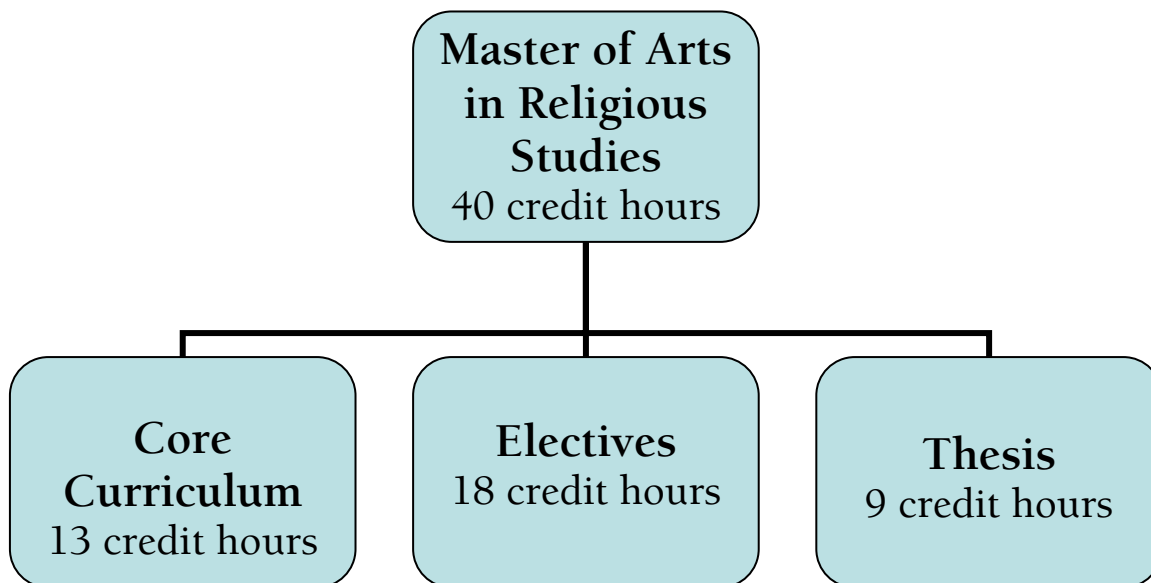 Master of Arts
in Religious
Studies
40 credit hours
Core
Curriculum
13 credit hours
Electives
18 credit hours
Thesis
9 credit hours